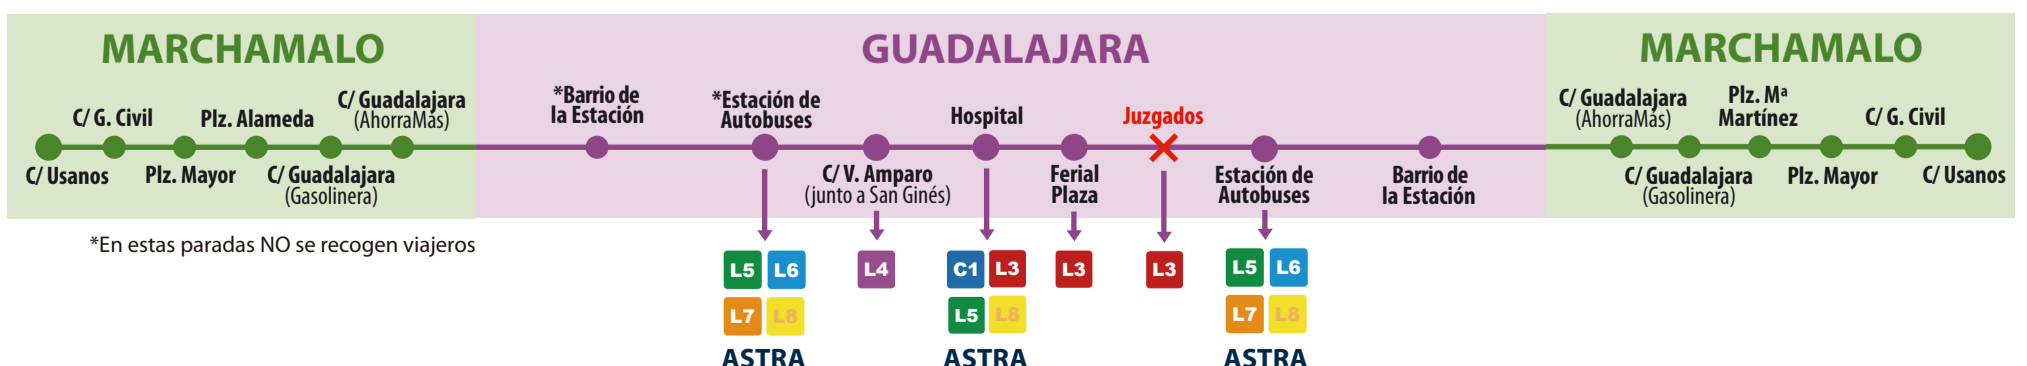 MARCHAMALO
GUADALAJARA
MARCHAMALO
C/ Usanos
C/ G. Civil
Plz. Mayor
Plz. Alameda
C/ Guadalajara
(Gasolinera)
C/ Guadalajara
(AhorraMás)
*Barrio de
la Estación
*Estación de
Autobuses
C/ V. Amparo
(junto a San Ginés)
Hospital
Ferial
Plaza
Juzgados
Estación de
Autobuses
Barrio de
la Estación
C/ Guadalajara
(AhorraMás)
C/ Guadalajara
(Gasolinera)
Plz. Mª
Martínez
Plz. Mayor
C/ G. Civil
C/ Usanos
*En estas paradas NO se recogen viajeros
L5 L6
L7 L8
ASTRA
L4
C1 L3
L5 L8
ASTRA
L3
L3
L5 L6
L7 L8
ASTRA